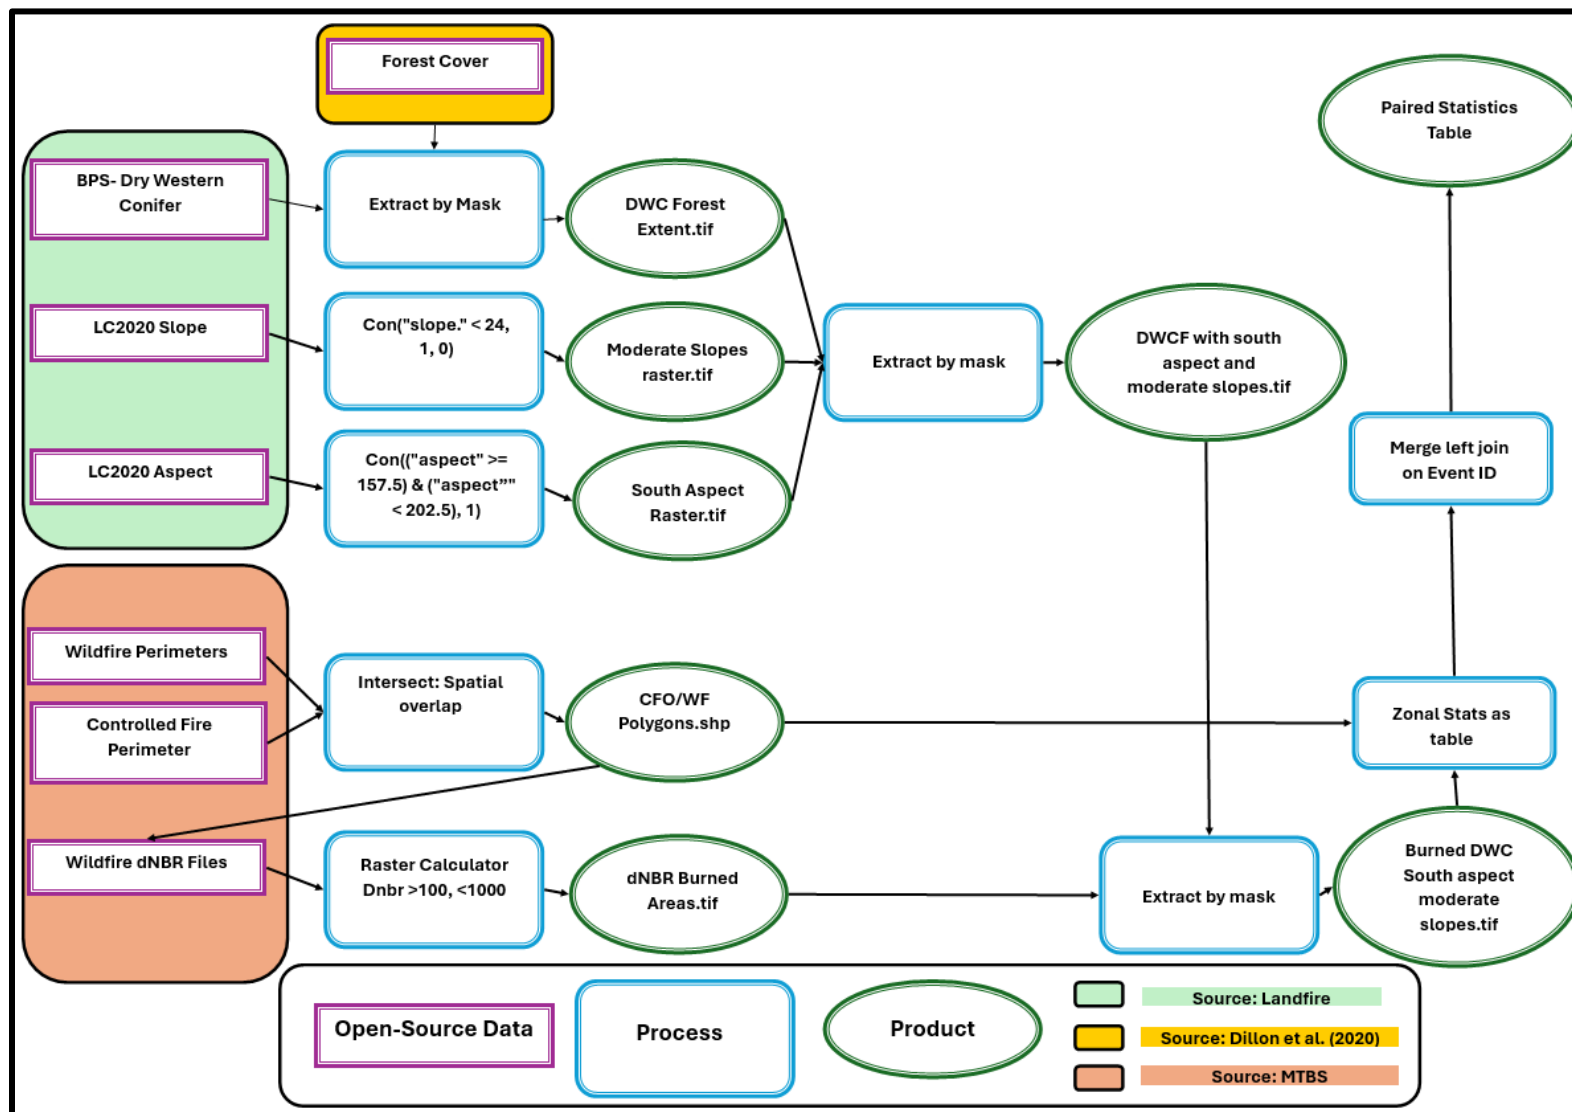 Forest Cover
BPS- Dry Western
Conifer
Extract by Mask
DWC Forest
Extent.tif
Paired Statistics
Table
LC2020 Slope
Con("slope." < 24,
1, 0)
Moderate Slopes
raster.tif
Extract by mask
DWCF with south
aspect and
moderate slopes.tif
LC2020 Aspect
Con(("aspect" >=
157.5) & ("aspect”"
< 202.5), 1)
South Aspect
Raster.tif
Merge left join
on Event ID
Wildfire Perimeters
Controlled Fire
Perimeter
Intersect: Spatial
overlap
CFO/WF
Polygons.shp
Zonal Stats as
table
Wildfire dNBR Files
Raster Calculator
Dnbr >100, <1000
dNBR Burned
Areas.tif
Extract by mask
Burned DWC
South aspect
moderate
slopes.tif
Open-Source Data
Process
Product
Source: Landfire
Source: Dillon et al. (2020)
Source: MTBS